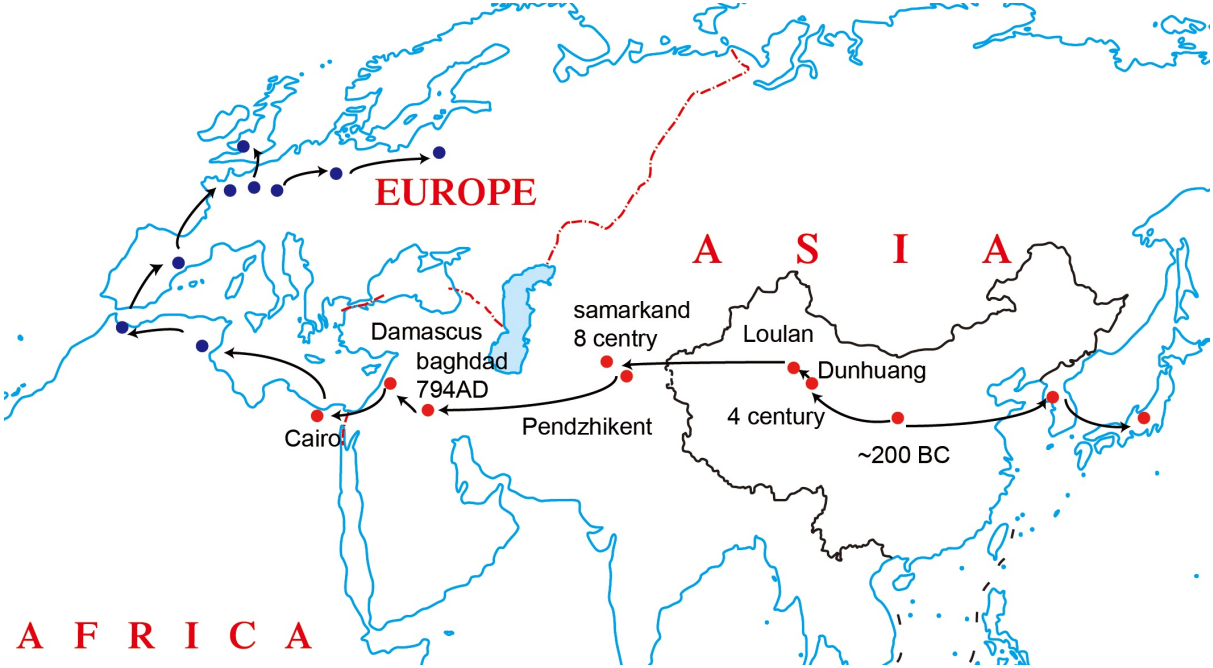 EUROPE
A S I A
samarkand
8 centry
Loulan
Damascus
baghdad
794AD
Dunhuang
4 century
Pendzhikent
Cairo
~200 BC
A F R I C A